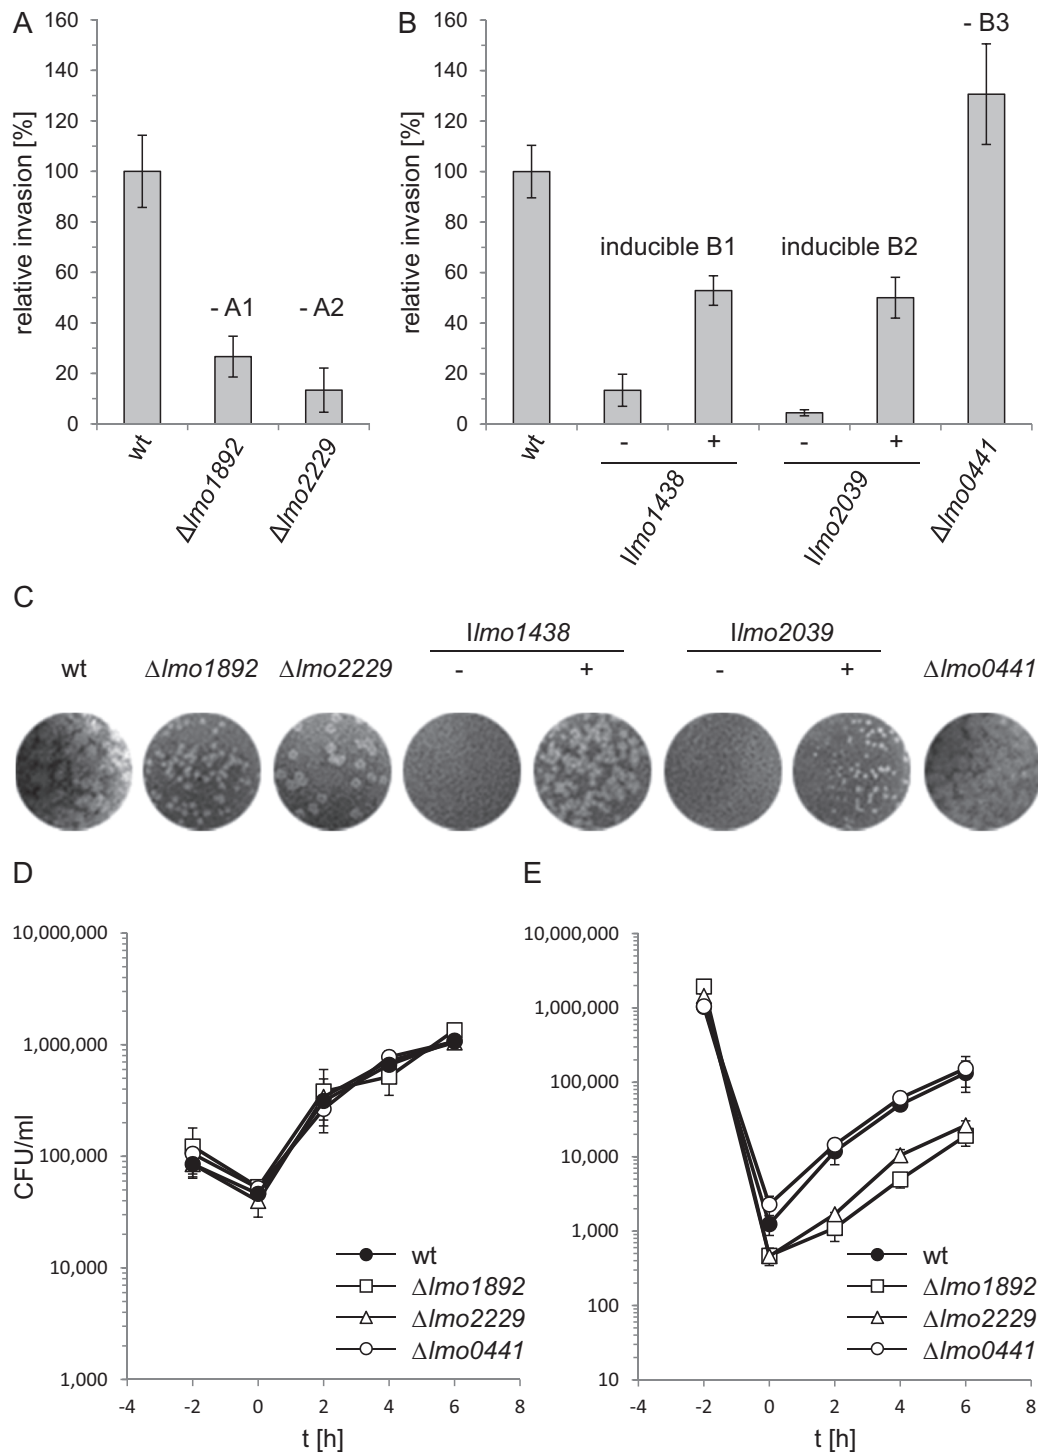 A
160
140
120
100
80
60
40
20
0
relative invasion [%]
- A1
- A2
wt
Δlmo1892
Δlmo2229
B
160
140
120
100
80
60
40
20
0
relative invasion [%]
inducible B1
inducible B2
- B3
wt
-
+
-
+
Ilmo1438
Ilmo2039
Δlmo0441
C
Ilmo1438
Ilmo2039
wt
Δlmo1892
Δlmo2229
-
+
-
+
Δlmo0441
D
10,000,000
1,000,000
100,000
10,000
1,000
CFU/ml
-4
-2
0
2
4
6
8
t [h]
wt
Δlmo1892
Δlmo2229
Δlmo0441
E
10,000,000
1,000,000
100,000
10,000
1,000
100
10
-4
-2
0
2
4
6
8
t [h]
wt
Δlmo1892
Δlmo2229
Δlmo0441